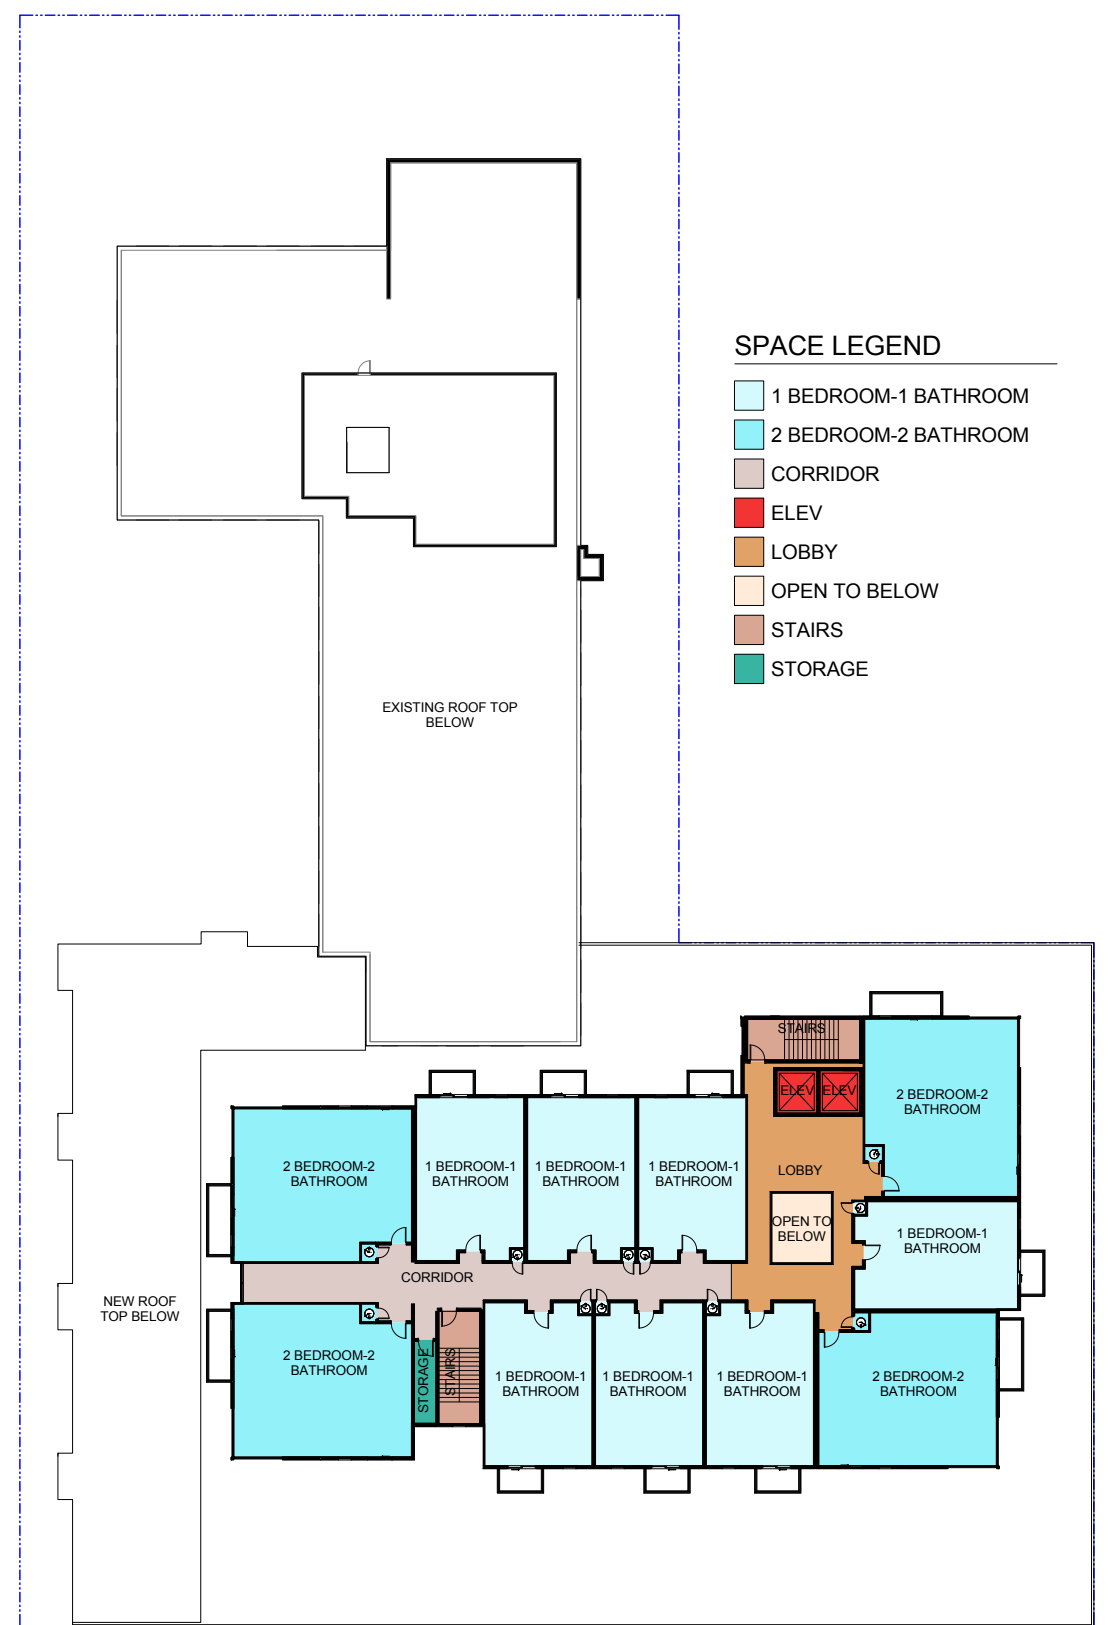 SPACE LEGEND
1 BEDROOM-1 BATHROOM
2 BEDROOM-2 BATHROOM
CORRIDOR
ELEV
LOBBY
OPEN TO BELOW
STAIRS
STORAGE
EXISTING ROOF TOP
BELOW
STAIRS
ELEV
ELEV
2 BEDROOM-2
BATHROOM
2 BEDROOM-2
BATHROOM
1 BEDROOM-1
BATHROOM
1 BEDROOM-1
BATHROOM
1 BEDROOM-1
BATHROOM
LOBBY
OPEN TO
BELOW
1 BEDROOM-1
BATHROOM
CORRIDOR
NEW ROOF
TOP BELOW
2 BEDROOM-2
BATHROOM
STORAGE
STAIRS
1 BEDROOM-1
BATHROOM
1 BEDROOM-1
BATHROOM
1 BEDROOM-1
BATHROOM
2 BEDROOM-2
BATHROOM